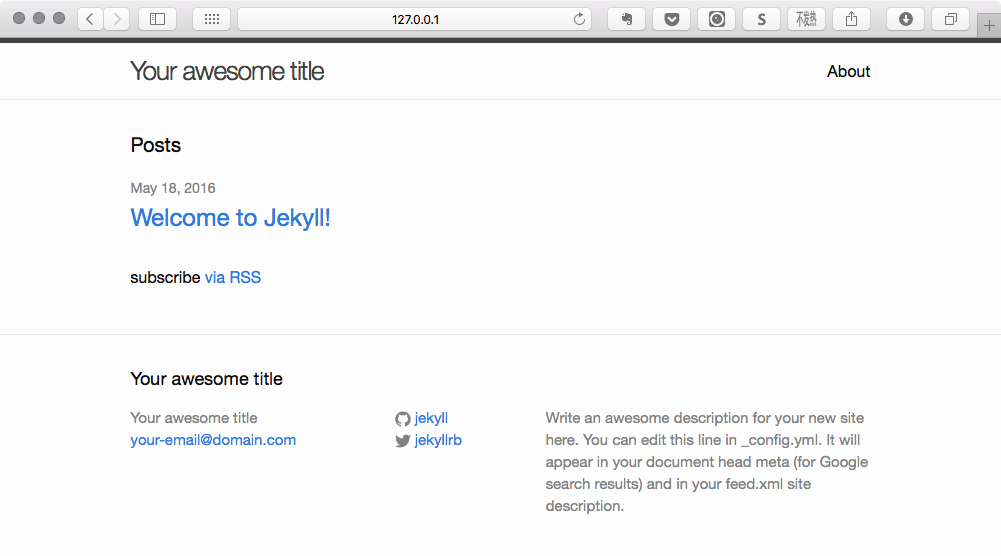 127.0.0.1
S
不熱
Your awesome title
About
Posts
May 18, 2016
Welcome to Jekyll!
subscribe via RSS
Your awesome title
Your awesome title
your-email@domain.com
jekyll
jekyllrb
Write an awesome description for your new site
here. You can edit this line in _config.yml. It will
appear in your document head meta (for Google
search results) and in your feed.xml site
description.